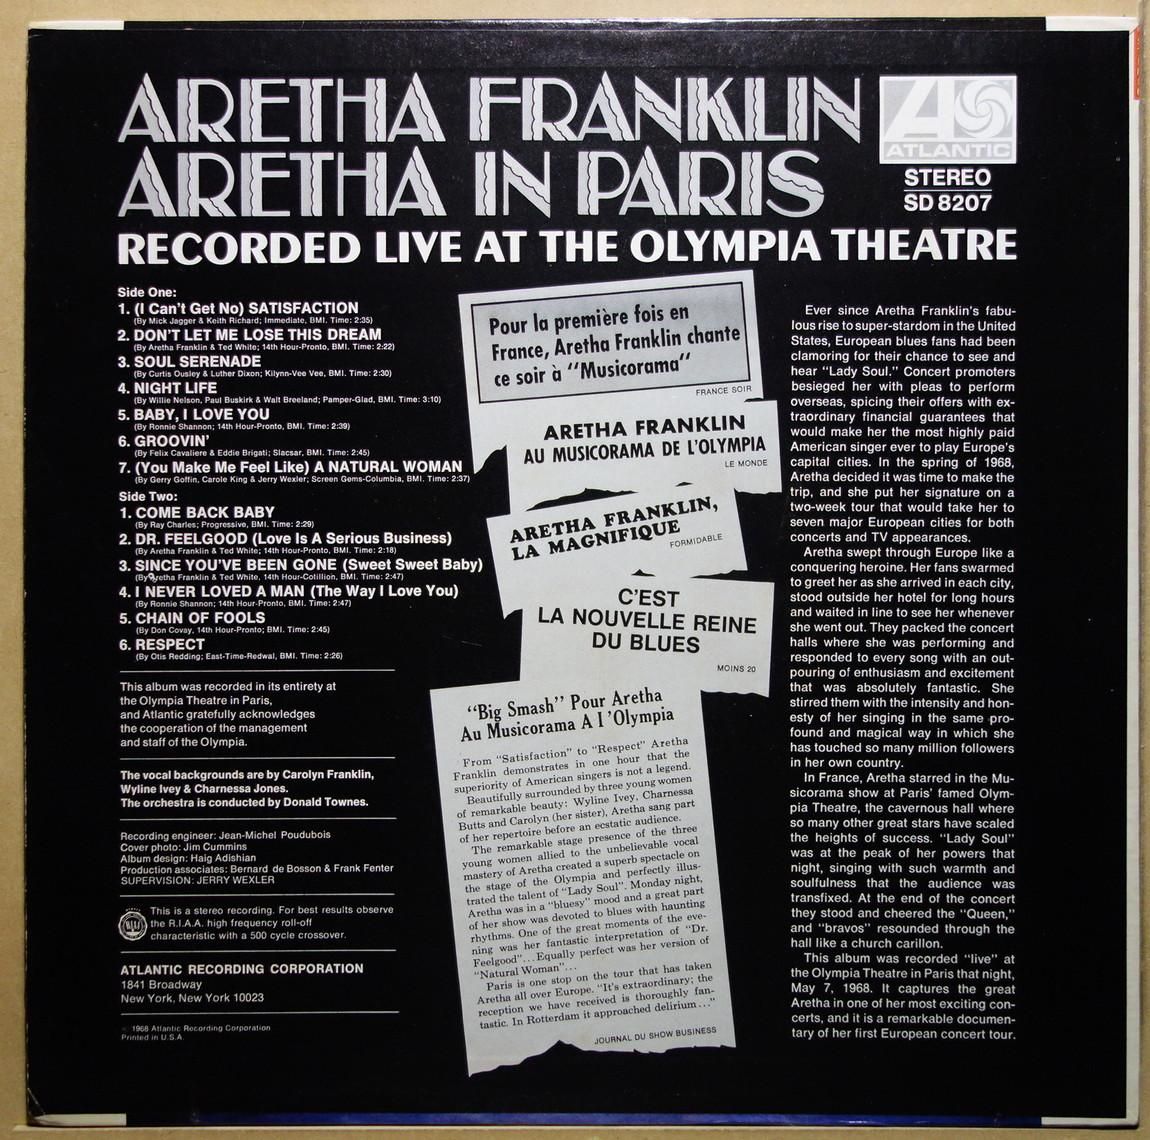 ARETHA FRANKLIN
ARETHA IN PARIS
ATLANTIC
STEREO
SD 8207
RECORDED LIVE AT THE OLYMPIA THEATRE
Side One:
1. (I Can't Get No) SATISFACTION
(By Mick Jagger & Keith Richard; Immediate, BMI. Time: 2:35)
2. DON'T LET ME LOSE THIS DREAM
(By Aretha Franklin & Ted White; 14th Hour-Pronto, BMI. Time: 2:22)
3. SOUL SERENADE
(By Curtis Ousley & Luther Dixon; Kilynn-Vee Vee, BMI. Time: 2:30)
4. NIGHT LIFE
(By Willie Nelson, Paul Buskirk & Walt Breeland; Pamper-Glad, BMI. Time: 3:10)
5. BABY, I LOVE YOU
(By Ronnie Shannon; 14th Hour-Pronto, BMI. Time: 2:39)
6. GROOVIN'
(By Felix Cavaliere & Eddie Brigati; Slacsar, BMI. Time: 2:45)
7. (You Make Me Feel Like) A NATURAL WOMAN
(By Gerry Goffin, Carole King & Jerry Wexler; Screen Gems-Columbia, BMI. Time: 2:37)
Side Two:
1. COME BACK BABY
(By Ray Charles; Progressive, BMI. Time: 2:29)
2. DR. FEELGOOD (Love Is A Serious Business)
(By Aretha Franklin & Ted White; 14th Hour-Pronto, BMI. Time: 2:18)
3. SINCE YOU'VE BEEN GONE (Sweet Sweet Baby)
(By Aretha Franklin & Ted White, 14th Hour-Cotillion, BMI. Time: 2:47)
4. I NEVER LOVED A MAN (The Way I Love You)
(By Ronnie Shannon; 14th Hour-Pronto, BMI. Time: 2:47)
5. CHAIN OF FOOLS
(By Don Covay, 14th Hour-Pronto; BMI. Time: 2:45)
6. RESPECT
(By Otis Redding; East-Time-Redwal, BMI. Time: 2:26)
This album was recorded in its entirety at
the Olympia Theatre in Paris,
and Atlantic gratefully acknowledges
the cooperation of the management
and staff of the Olympia.
The vocal backgrounds are by Carolyn Franklin,
Wyline Ivey & Charnessa Jones.
The orchestra is conducted by Donald Townes.
Recording engineer: Jean-Michel Poudubois
Cover photo: Jim Cummins
Album design: Haig Adishian
Production associates: Bernard de Bosson & Frank Fenter
SUPERVISION: JERRY WEXLER
This is a stereo recording. For best results observe
the R.I.A.A. high frequency roll-off
characteristic with a 500 cycle crossover.
ATLANTIC RECORDING CORPORATION
1841 Broadway
New York, New York 10023
© 1968 Atlantic Recording Corporation
Printed in U.S.A.
Pour la première fois en
France, Aretha Franklin chante
ce soir à "Musicorama"
FRANCE SOIR
ARETHA FRANKLIN
AU MUSICORAMA DE L'OLYMPIA
LE MONDE
ARETHA FRANKLIN,
LA MAGNIFIQUE
FORMIDABLE
C'EST
LA NOUVELLE REINE
DU BLUES
MOINS 20
"Big Smash" Pour Aretha
Au Musicorama A l'Olympia
From "Satisfaction" to "Respect" Aretha
Franklin demonstrates in one hour that the
superiority of American singers is not a legend.
Beautifully surrounded by three young women
of remarkable beauty: Wyline Ivey, Charnessa
Butts and Carolyn (her sister), Aretha sang part
of her repertoire before an ecstatic audience.
The remarkable stage presence of the three
young women allied to the unbelievable vocal
mastery of Aretha created a superb spectacle on
the stage of the Olympia and perfectly illus-
trated the talent of "Lady Soul". Monday night,
Aretha was in a "bluesy" mood and a great part
of her show was devoted to blues with haunting
rhythms. One of the great moments of the eve-
ning was her fantastic interpretation of "Dr.
Feelgood"... Equally perfect was her version of
"Natural Woman"...
Paris is one stop on the tour that has taken
Aretha all over Europe. "It's extraordinary; the
reception we have received is thoroughly fan-
tastic. In Rotterdam it approached delirium..."
JOURNAL DU SHOW BUSINESS
Ever since Aretha Franklin's fabu-
lous rise to super-stardom in the United
States, European blues fans had been
clamoring for their chance to see and
hear "Lady Soul." Concert promoters
besieged her with pleas to perform
overseas, spicing their offers with ex-
traordinary financial guarantees that
would make her the most highly paid
American singer ever to play Europe's
capital cities. In the spring of 1968,
Aretha decided it was time to make the
trip, and she put her signature on a
two-week tour that would take her to
seven major European cities for both
concerts and TV appearances.
Aretha swept through Europe like a
conquering heroine. Her fans swarmed
to greet her as she arrived in each city,
stood outside her hotel for long hours
and waited in line to see her whenever
she went out. They packed the concert
halls where she was performing and
responded to every song with an out-
pouring of enthusiasm and excitement
that was absolutely fantastic. She
stirred them with the intensity and hon-
esty of her singing in the same pro-
found and magical way in which she
has touched so many million followers
in her own country.
In France, Aretha starred in the Mu-
sicorama show at Paris' famed Olym-
pia Theatre, the cavernous hall where
so many other great stars have scaled
the heights of success. "Lady Soul"
was at the peak of her powers that
night, singing with such warmth and
soulfulness that the audience was
transfixed. At the end of the concert
they stood and cheered the "Queen,"
and "bravos" resounded through the
hall like a church carillon.
This album was recorded "live" at
the Olympia Theatre in Paris that night,
May 7, 1968. It captures the great
Aretha in one of her most exciting con-
certs, and it is a remarkable documen-
tary of her first European concert tour.